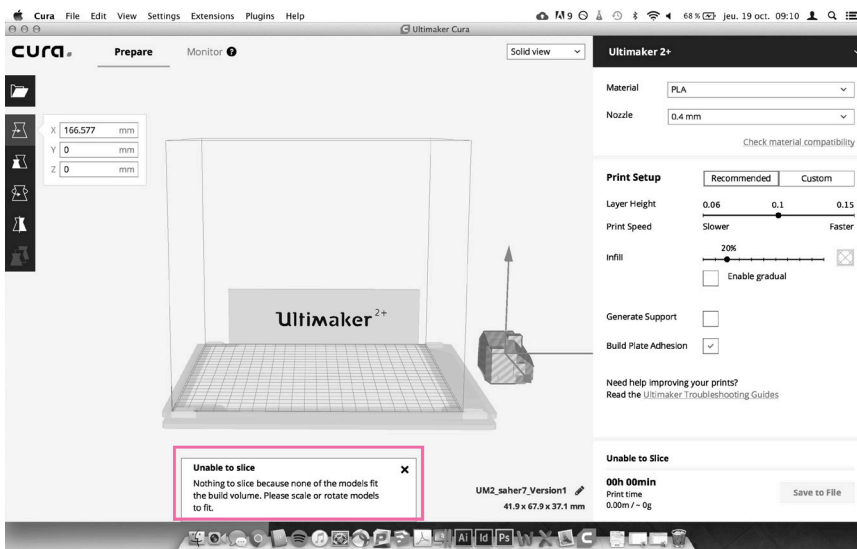 Cura File Edit View Settings Extensions Plugins Help
9 68% jeu. 19 oct. 09:10
Ultimaker Cura
cura.
Prepare
Monitor ?
Solid view
Ultimaker 2+
Material PLA
Nozzle 0.4 mm
Check material compatibility
X 166.577 mm
Y 0 mm
Z 0 mm
Print Setup Recommended Custom
Layer Height 0.06 0.1 0.15
Print Speed Slower Faster
Infill 20%
Enable gradual
Generate Support
Build Plate Adhesion
Need help improving your prints?
Read the Ultimaker Troubleshooting Guides
Ultimaker 2+
Unable to slice
Nothing to slice because none of the models fit
the build volume. Please scale or rotate models
to fit.
UM2_saher7_Version1
41.9 x 67.9 x 37.1 mm
Unable to Slice
00h 00min
Print time
0.00m / ~ 0g
Save to File
Ai Id Ps